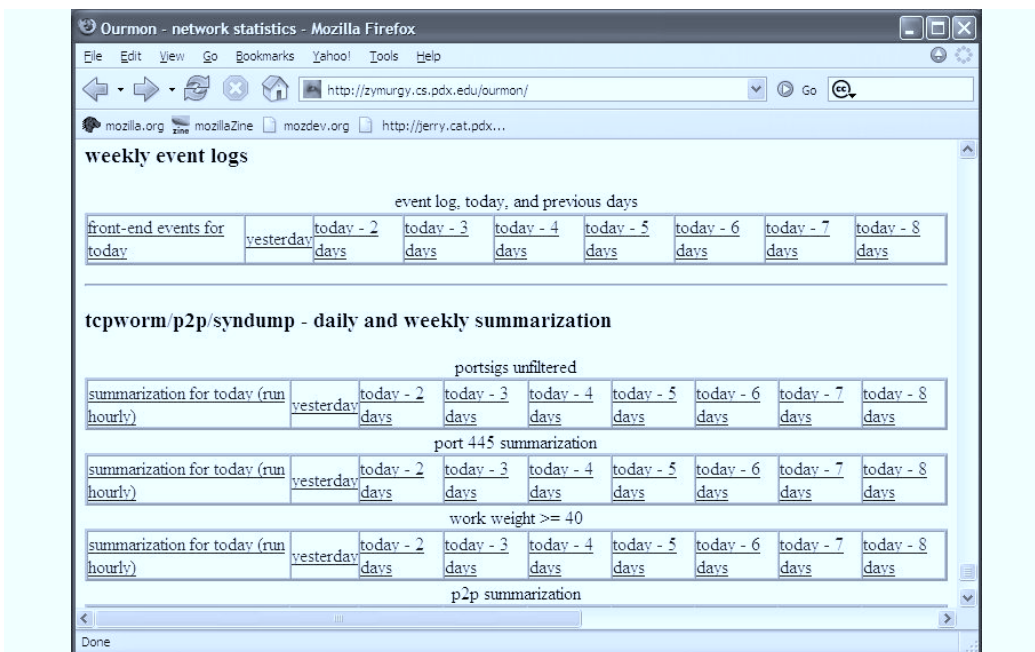 Ourmon - network statistics - Mozilla Firefox
File Edit View Go Bookmarks Yahoo! Tools Help
http://zymurgy.cs.pdx.edu/ourmon/ Go cc
mozilla.org zine mozillaZine mozdev.org http://jerry.cat.pdx...
weekly event logs
event log, today, and previous days
front-end events for today yesterday today - 2 days today - 3 days today - 4 days today - 5 days today - 6 days today - 7 days today - 8 days
tcpworm/p2p/syndump - daily and weekly summarization
portsigs unfiltered
summarization for today (run hourly) yesterday today - 2 days today - 3 days today - 4 days today - 5 days today - 6 days today - 7 days today - 8 days
port 445 summarization
summarization for today (run hourly) yesterday today - 2 days today - 3 days today - 4 days today - 5 days today - 6 days today - 7 days today - 8 days
work weight >= 40
summarization for today (run hourly) yesterday today - 2 days today - 3 days today - 4 days today - 5 days today - 6 days today - 7 days today - 8 days
p2p summarization
Done